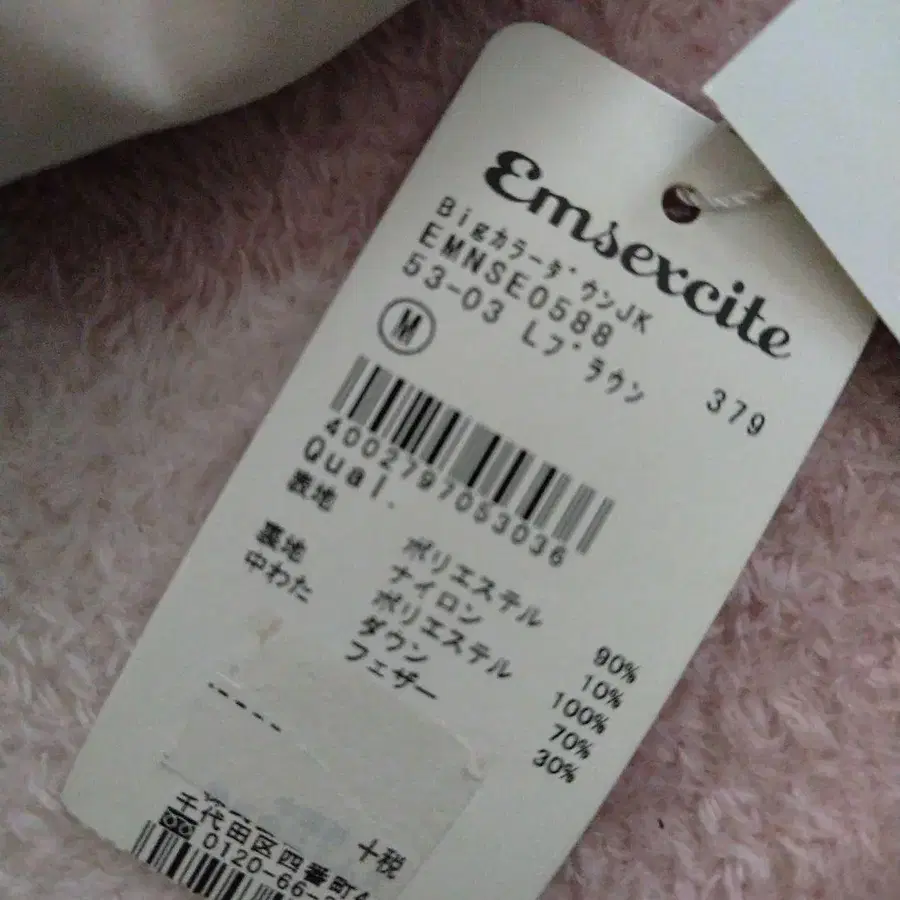 Emsexcite
BigカラーダウンJK
EMNSE0588 379
53-03 Lブラウン
M
4002797053036
Qual.
表地 ポリエステル 90%
ナイロン 10%
裏地 ポリエステル 100%
中わた ダウン 70%
フェザー 30%
+税
千代田区四番町
0120-66-